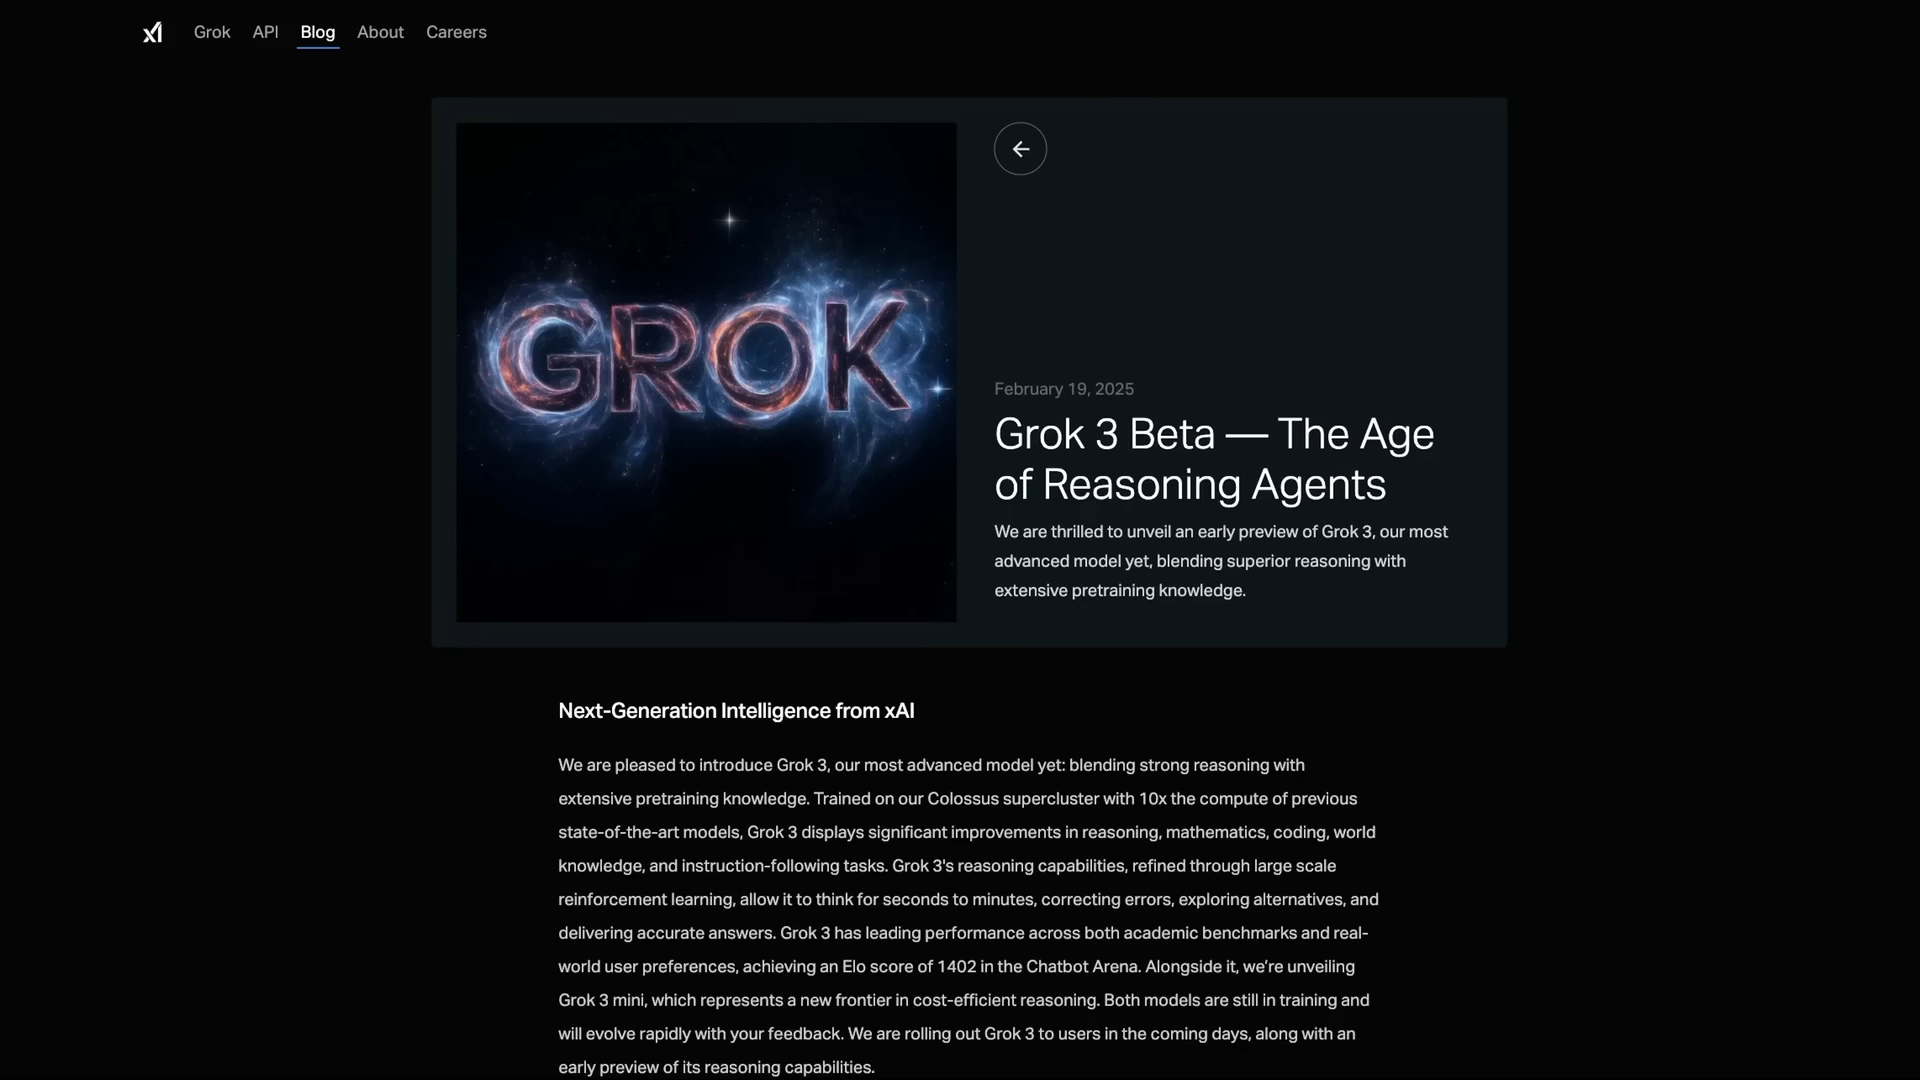 xI
Grok
API
Blog
About
Careers
GROK
February 19, 2025
Grok 3 Beta — The Age
of Reasoning Agents
We are thrilled to unveil an early preview of Grok 3, our most
advanced model yet, blending superior reasoning with
extensive pretraining knowledge.
Next-Generation Intelligence from xAI
We are pleased to introduce Grok 3, our most advanced model yet: blending strong reasoning with
extensive pretraining knowledge. Trained on our Colossus supercluster with 10x the compute of previous
state-of-the-art models, Grok 3 displays significant improvements in reasoning, mathematics, coding, world
knowledge, and instruction-following tasks. Grok 3's reasoning capabilities, refined through large scale
reinforcement learning, allow it to think for seconds to minutes, correcting errors, exploring alternatives, and
delivering accurate answers. Grok 3 has leading performance across both academic benchmarks and real-
world user preferences, achieving an Elo score of 1402 in the Chatbot Arena. Alongside it, we’re unveiling
Grok 3 mini, which represents a new frontier in cost-efficient reasoning. Both models are still in training and
will evolve rapidly with your feedback. We are rolling out Grok 3 to users in the coming days, along with an
early preview of its reasoning capabilities.